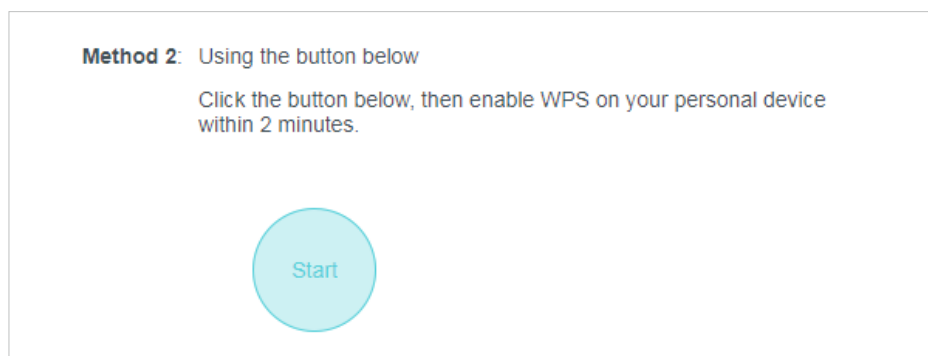 Method 2: Using the button below
Click the button below, then enable WPS on your personal device
within 2 minutes.
Start